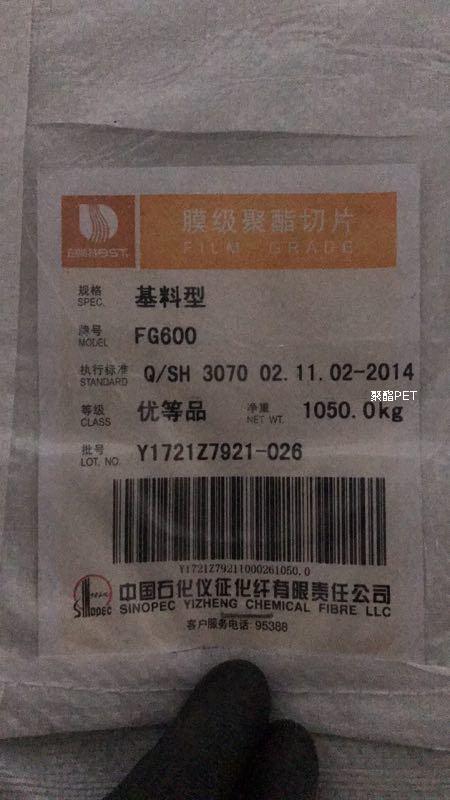 BEST
膜级聚酯切片
FILM-GRADE
规格 基料型
SPEC.
牌号 FG600
MODEL
执行标准 Q/SH 3070 02.11.02-2014
STANDARD
聚酯PET
等级 优等品 净重 1050.0kg
CLASS NET WT.
批号 Y1721Z7921-026
LOT. NO.
Y1721Z79211000261050.0
SINOPEC
中国石化仪征化纤有限责任公司
SINOPEC YIZHENG CHEMICAL FIBRE LLC
客户服务电话: 95388